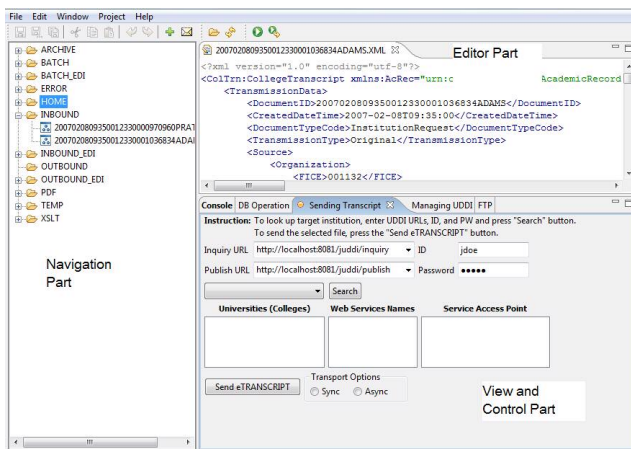 File Edit Window Project Help
ARCHIVE
BATCH
BATCH_EDI
ERROR
HOME
INBOUND
20070208093500123300009709​60PRAT
20070208093500123300010368​34ADAI
INBOUND_EDI
OUTBOUND
OUTBOUND_EDI
PDF
TEMP
XSLT
Navigation
Part
2007020809350012330001036834ADAMS.XML
Editor Part
<?xml version="1.0" encoding="utf-8"?>
<ColTrn:CollegeTranscript xmlns:AcRec="urn:c AcademicRecord
<TransmissionData>
<DocumentID>2007020809350012330001036834ADAMS</DocumentID>
<CreatedDateTime>2007-02-08T09:35:00</CreatedDateTime>
<DocumentTypeCode>InstitutionRequest</DocumentTypeCode>
<TransmissionType>Original</TransmissionType>
<Source>
<Organization>
<FICE>001132</FICE>
Console DB Operation Sending Transcript Managing UDDI FTP
Instruction: To look up target institution, enter UDDI URLs, ID, and PW and press "Search" button.
To send the selected file, press the "Send eTRANSCRIPT" button.
Inquiry URL http://localhost:8081/juddi/inquiry ID jdoe
Publish URL http://localhost:8081/juddi/publish Password •••••
Search
Universities (Colleges) Web Services Names Service Access Point
Transport Options
Send eTRANSCRIPT Sync Async
View and
Control Part